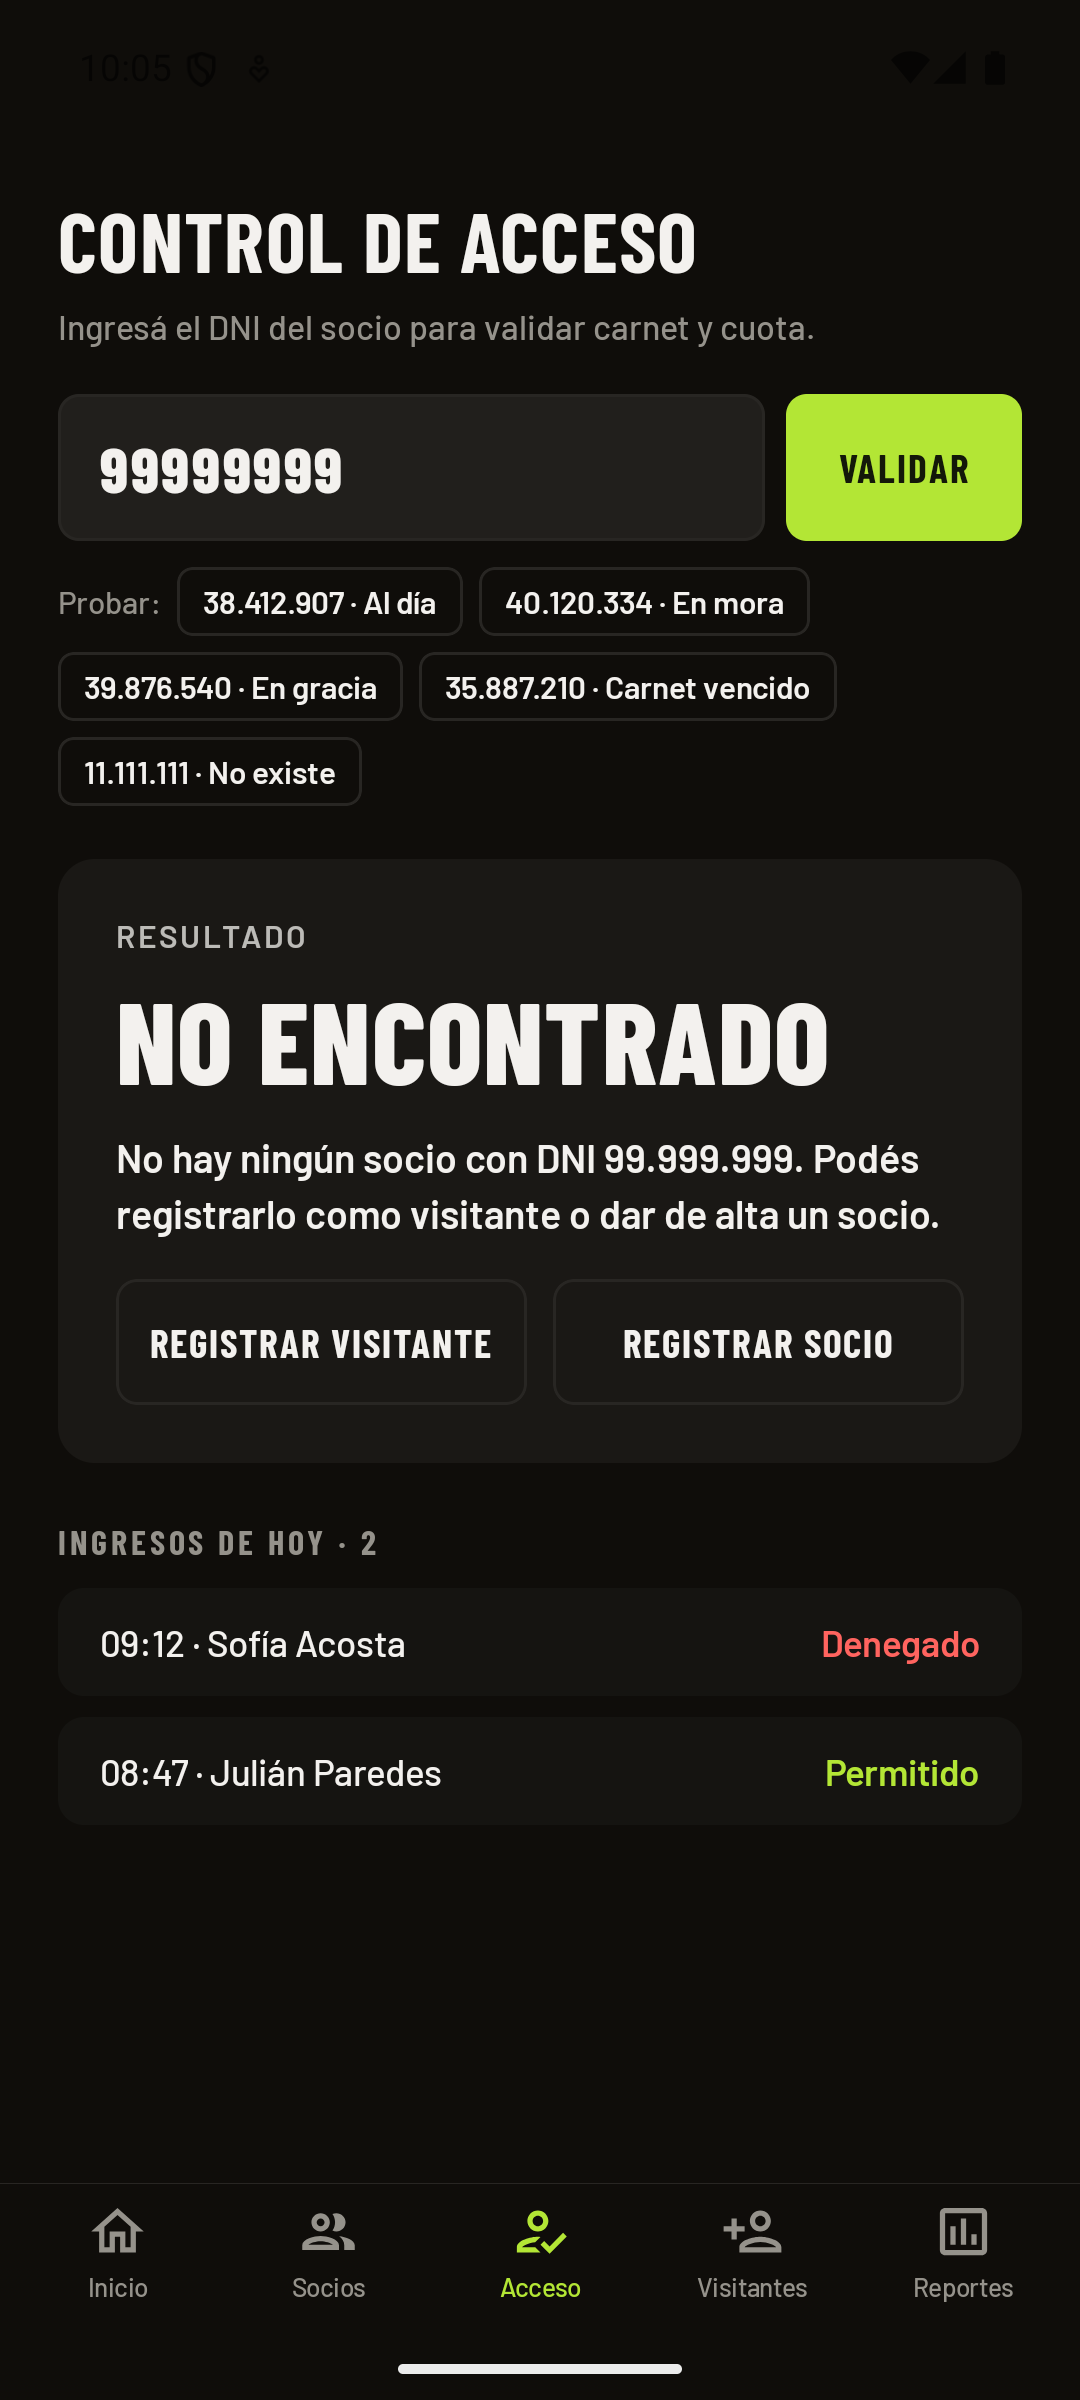 10:05
CONTROL DE ACCESO
Ingresá el DNI del socio para validar carnet y cuota.
99999999
VALIDAR
Probar:
38.412.907 · Al día
40.120.334 · En mora
39.876.540 · En gracia
35.887.210 · Carnet vencido
11.111.111 · No existe
RESULTADO
NO ENCONTRADO
No hay ningún socio con DNI 99.999.999. Podés
registrarlo como visitante o dar de alta un socio.
REGISTRAR VISITANTE
REGISTRAR SOCIO
INGRESOS DE HOY · 2
09:12 · Sofía Acosta
Denegado
08:47 · Julián Paredes
Permitido
Inicio
Socios
Acceso
Visitantes
Reportes